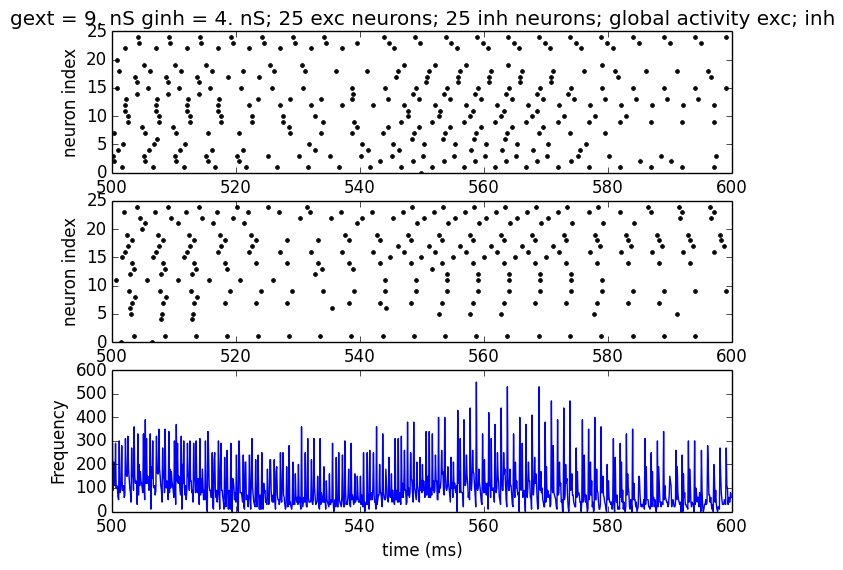 gext = 9. nS ginh = 4. nS; 25 exc neurons; 25 inh neurons; global activity exc; inh
25
20
15
10
5
0
neuron index
500 520 540 560 580 600
25
20
15
10
5
0
neuron index
500 520 540 560 580 600
600
500
400
300
200
100
0
Frequency
500 520 540 560 580 600
time (ms)